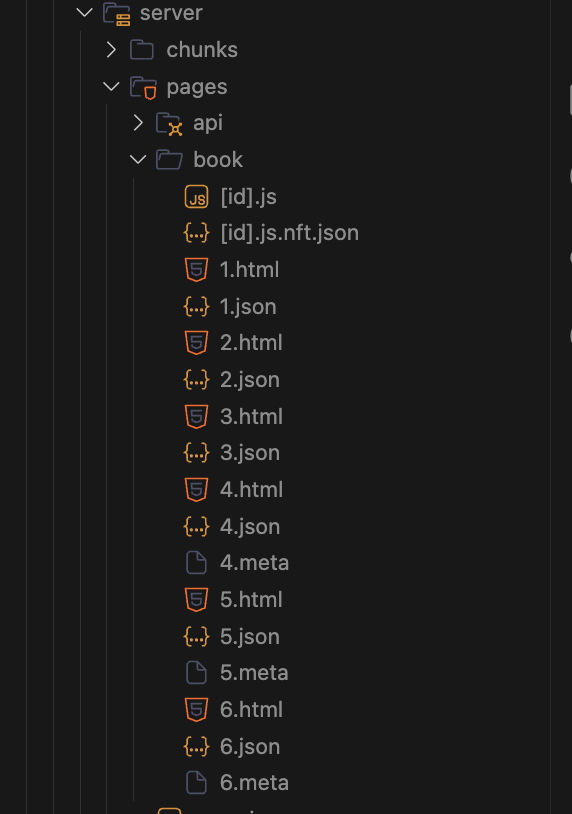 server
chunks
pages
api
book
[id].js
[id].js.nft.json
1.html
1.json
2.html
2.json
3.html
3.json
4.html
4.json
4.meta
5.html
5.json
5.meta
6.html
6.json
6.meta